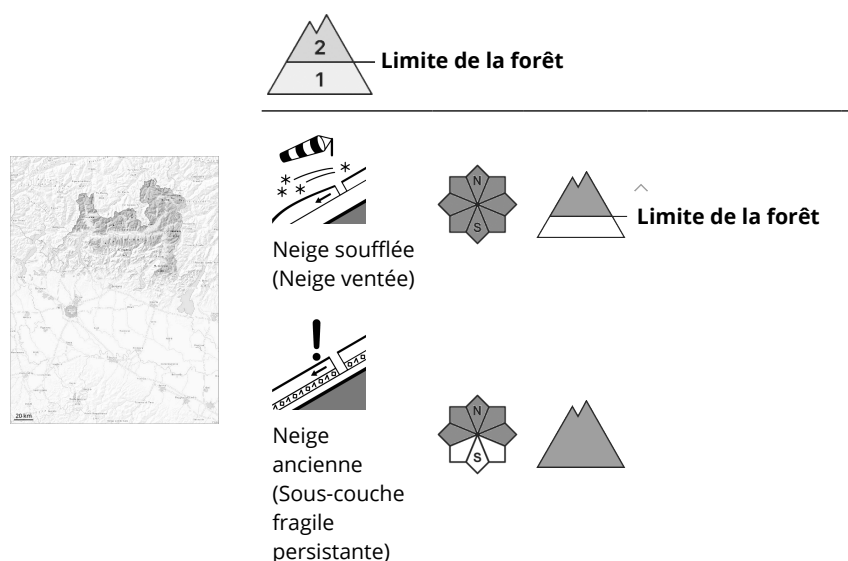 2
Limite de la forêt
1
N
S
Limite de la forêt
Neige soufflée
(Neige ventée)
20 km
N
S
Neige
ancienne
(Sous-couche
fragile
persistante)